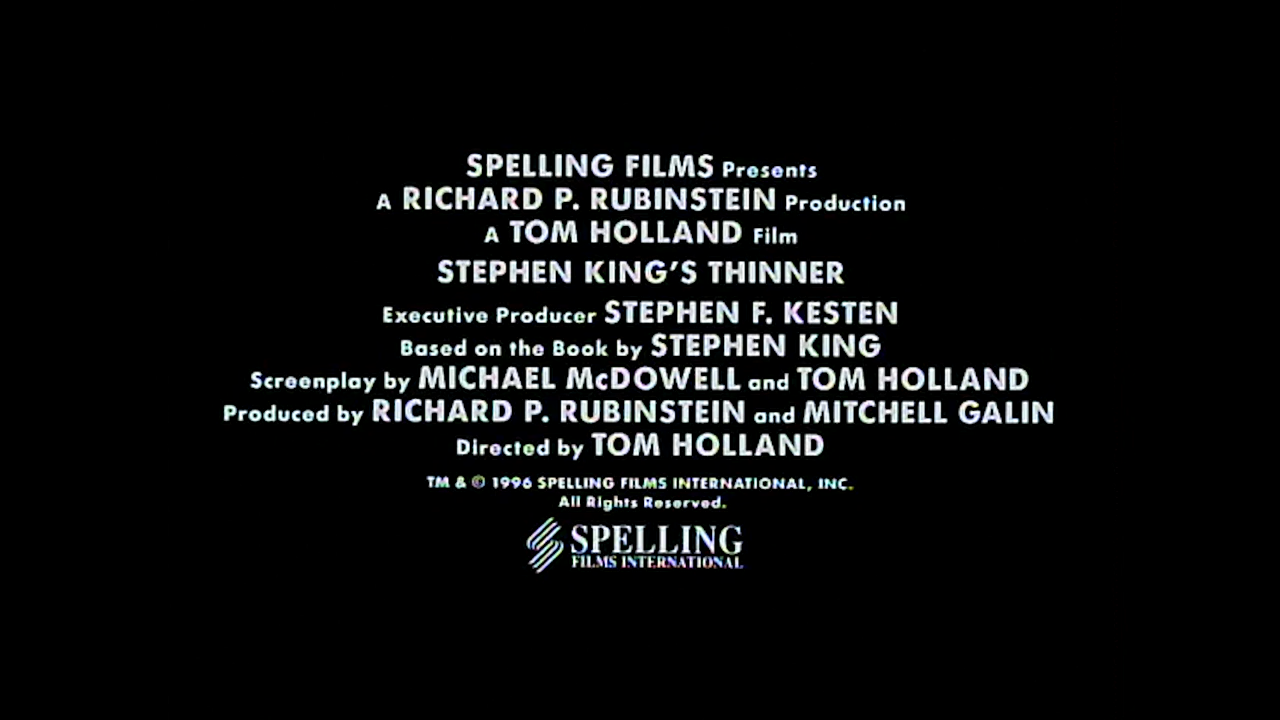 SPELLING FILMS Presents
A RICHARD P. RUBINSTEIN Production
A TOM HOLLAND Film
STEPHEN KING'S THINNER
Executive Producer STEPHEN F. KESTEN
Based on the Book by STEPHEN KING
Screenplay by MICHAEL McDOWELL and TOM HOLLAND
Produced by RICHARD P. RUBINSTEIN and MITCHELL GALIN
Directed by TOM HOLLAND
TM & © 1996 SPELLING FILMS INTERNATIONAL, INC.
All Rights Reserved.
SPELLING
FILMS INTERNATIONAL